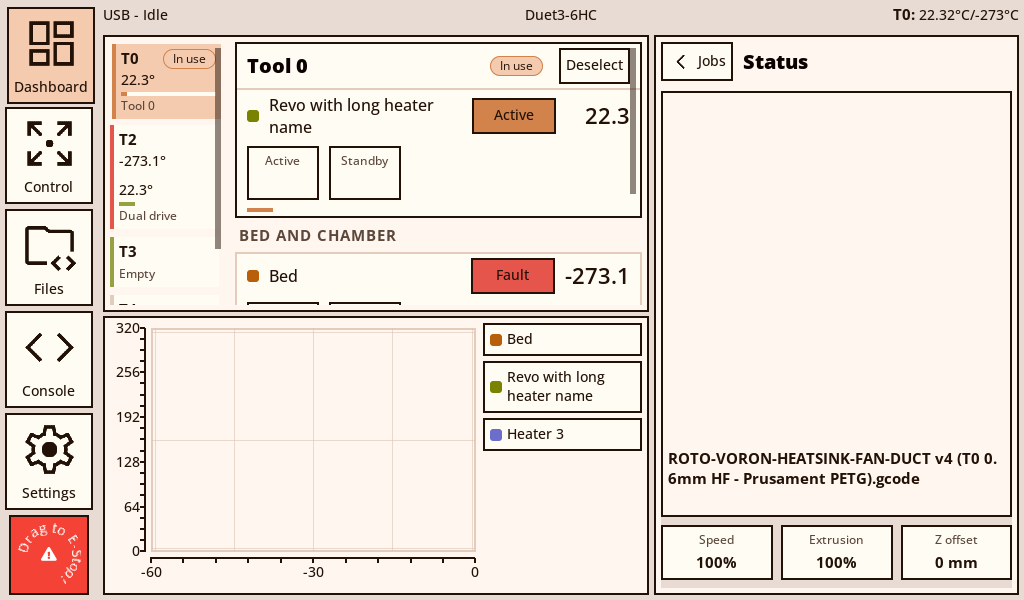 USB - Idle
Duet3-6HC
T0: 22.32°C/-273°C
Dashboard
Control
Files
Console
Settings
Drag to E-Stop!
T0
In use
22.3°
Tool 0
T2
-273.1°
22.3°
Dual drive
T3
Empty
Tool 0
In use
Deselect
Revo with long heater
name
Active
22.3
Active
Standby
BED AND CHAMBER
Bed
Fault
-273.1
320
256
192
128
64
0
-60
-30
0
Bed
Revo with long
heater name
Heater 3
Jobs
Status
ROTO-VORON-HEATSINK-FAN-DUCT v4 (T0 0.
6mm HF - Prusament PETG).gcode
Speed
100%
Extrusion
100%
Z offset
0 mm